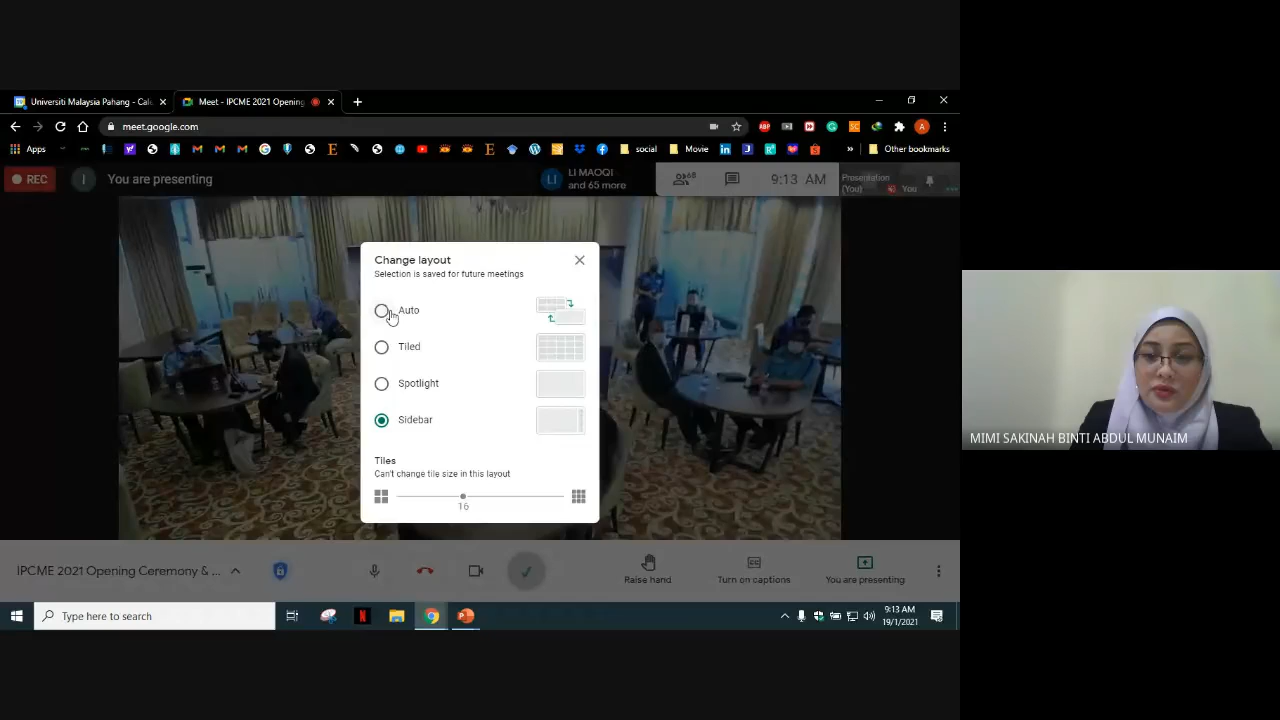 Universiti Malaysia Pahang - Cale
Meet - IPCME 2021 Opening
meet.google.com
Apps
social
Movie
Other bookmarks
REC
I
You are presenting
LI
LI MAOQI
and 65 more
68
9:13 AM
Presentation
(You)
You
Change layout
Selection is saved for future meetings
Auto
Tiled
Spotlight
Sidebar
Tiles
Can't change tile size in this layout
16
MIMI SAKINAH BINTI ABDUL MUNAIM
IPCME 2021 Opening Ceremony & ...
Raise hand
Turn on captions
You are presenting
Type here to search
9:13 AM
19/1/2021